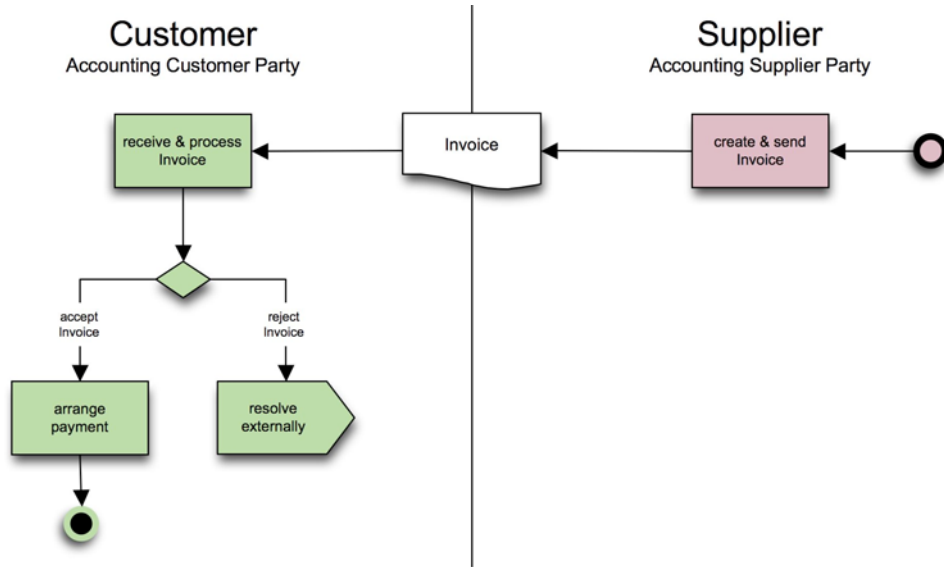 Customer
Accounting Customer Party
Supplier
Accounting Supplier Party
receive & process
Invoice
Invoice
create & send
Invoice
accept
Invoice
reject
Invoice
arrange
payment
resolve
externally